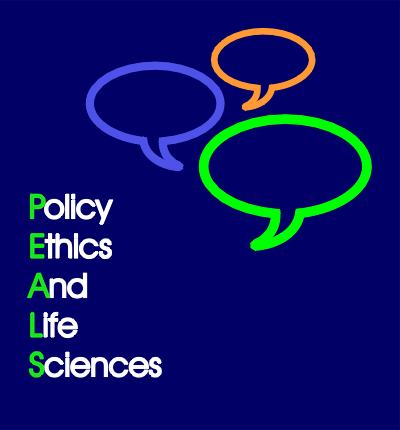 Policy
Ethics
And
Life
Sciences